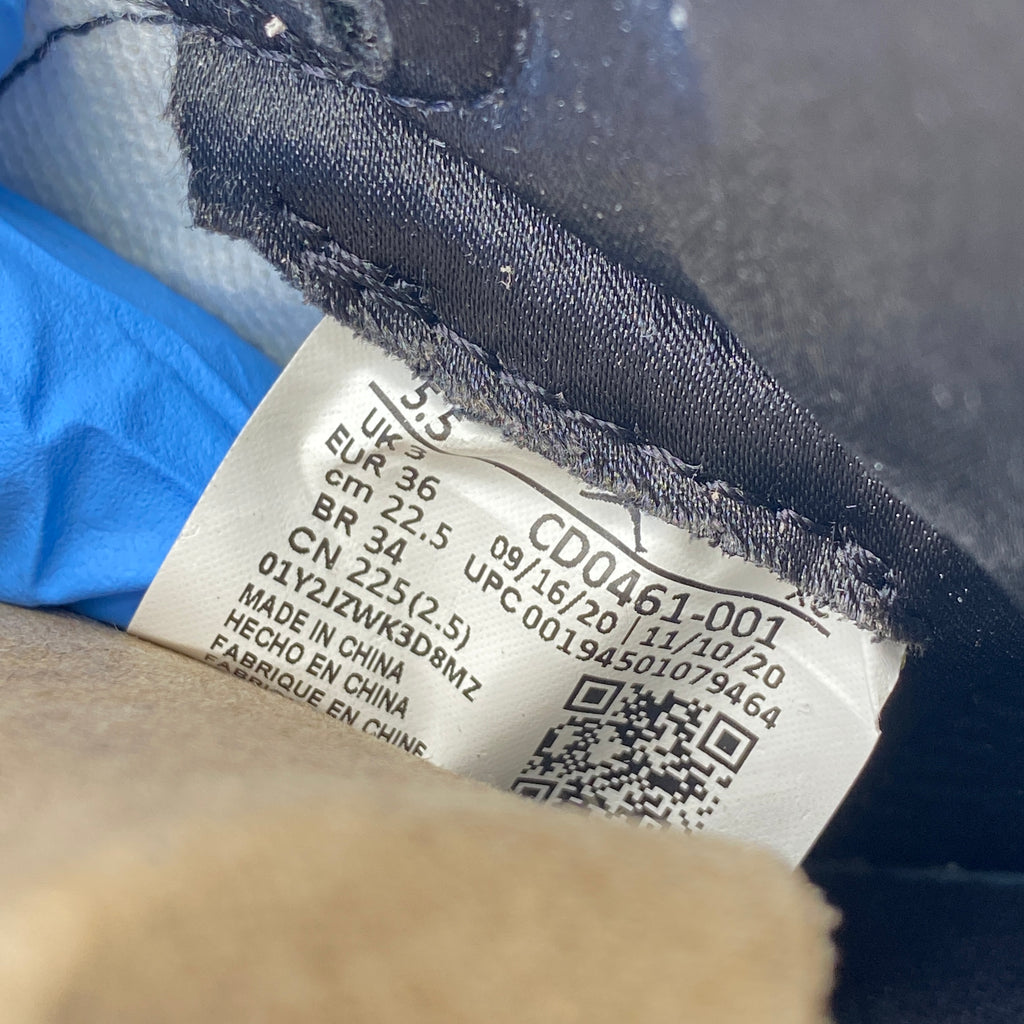 5.5
UK 3
EUR 36
cm 22.5
BR 34
CN 225(2.5)
01Y2JZWK3D8MZ
MADE IN CHINA
HECHO EN CHINA
FABRIQUE EN CHINE
CD0461-001
09/16/20 | 11/10/20
UPC 00194501079464